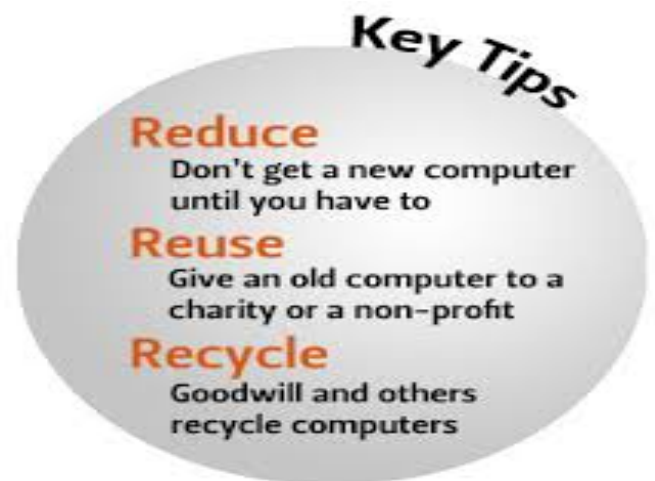 Key Tips
Reduce
Don't get a new computer
until you have to
Reuse
Give an old computer to a
charity or a non-profit
Recycle
Goodwill and others
recycle computers